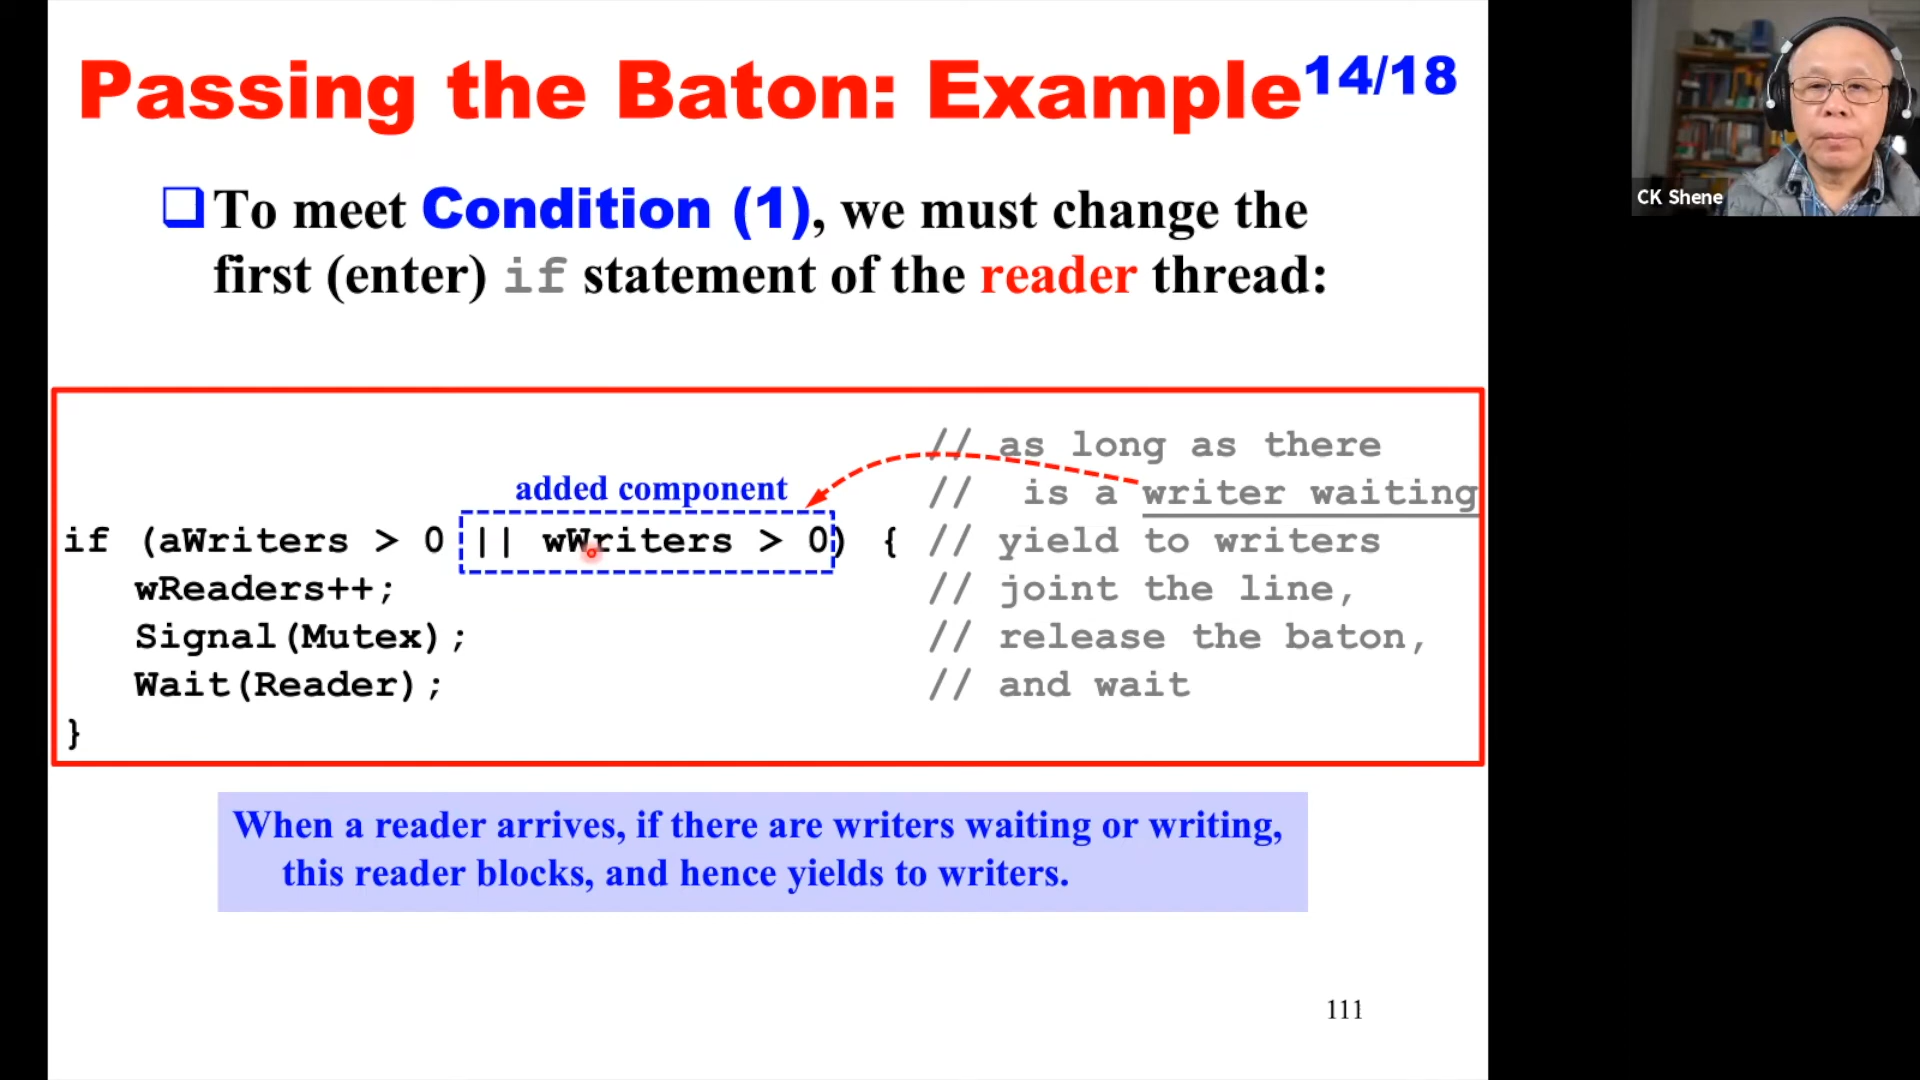 Passing the Baton: Example 14/18
To meet Condition (1), we must change the
first (enter) if statement of the reader thread:
// as long as there
added component // is a writer waiting
if (aWriters > 0 || wWriters > 0) { // yield to writers
wReaders++; // joint the line,
Signal(Mutex); // release the baton,
Wait(Reader); // and wait
}
When a reader arrives, if there are writers waiting or writing,
this reader blocks, and hence yields to writers.
111
CK Shene